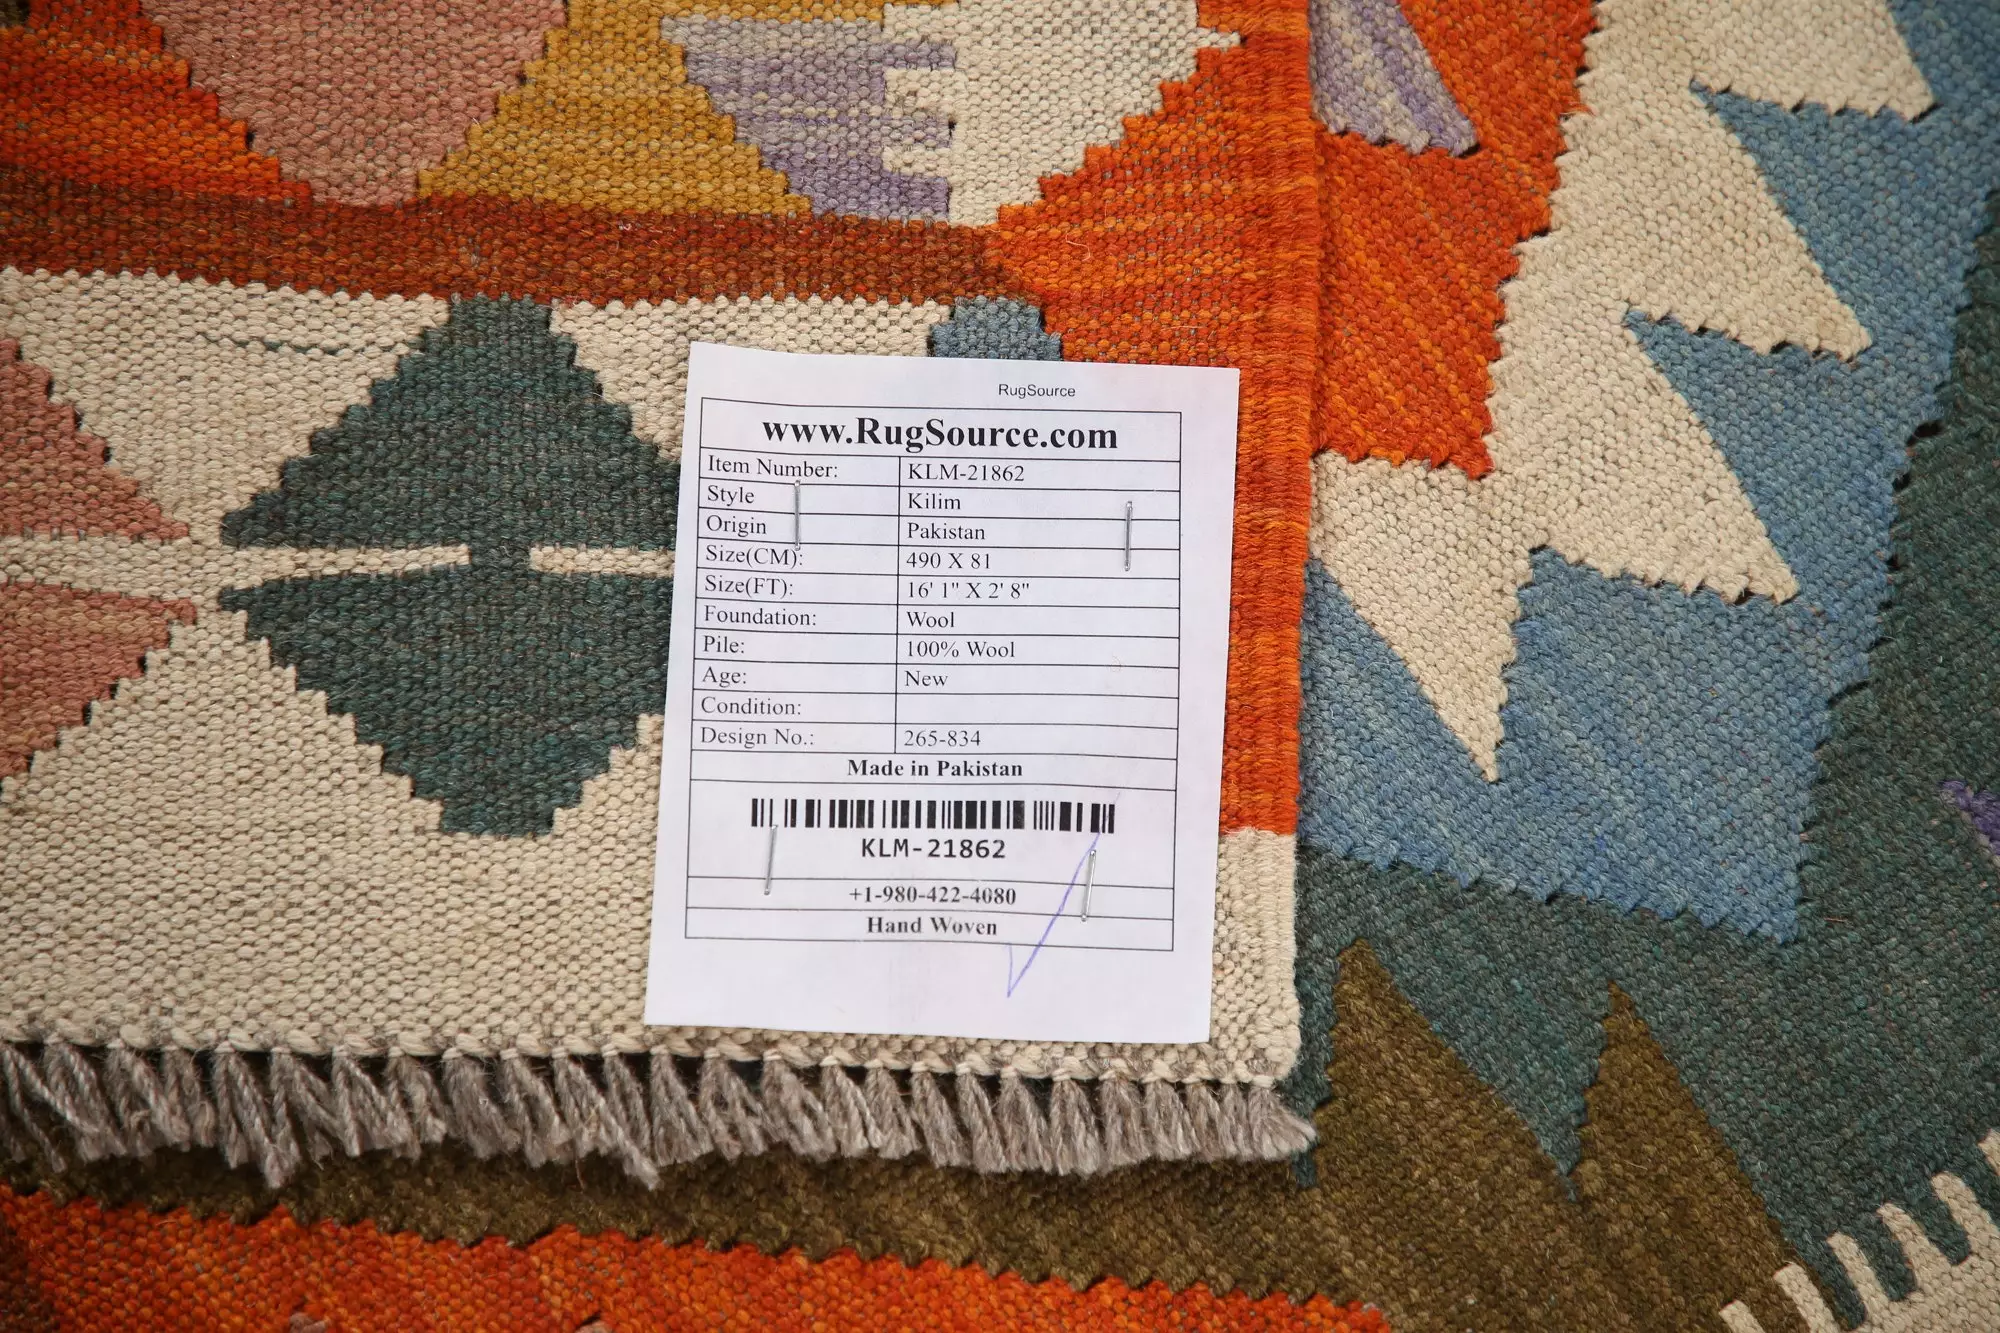 RugSource
www.RugSource.com
Item Number: KLM-21862
Style Kilim
Origin Pakistan
Size(CM): 490 X 81
Size(FT): 16' 1" X 2' 8"
Foundation: Wool
Pile: 100% Wool
Age: New
Condition:
Design No.: 265-834
Made in Pakistan
KLM-21862
+1-980-422-4080
Hand Woven